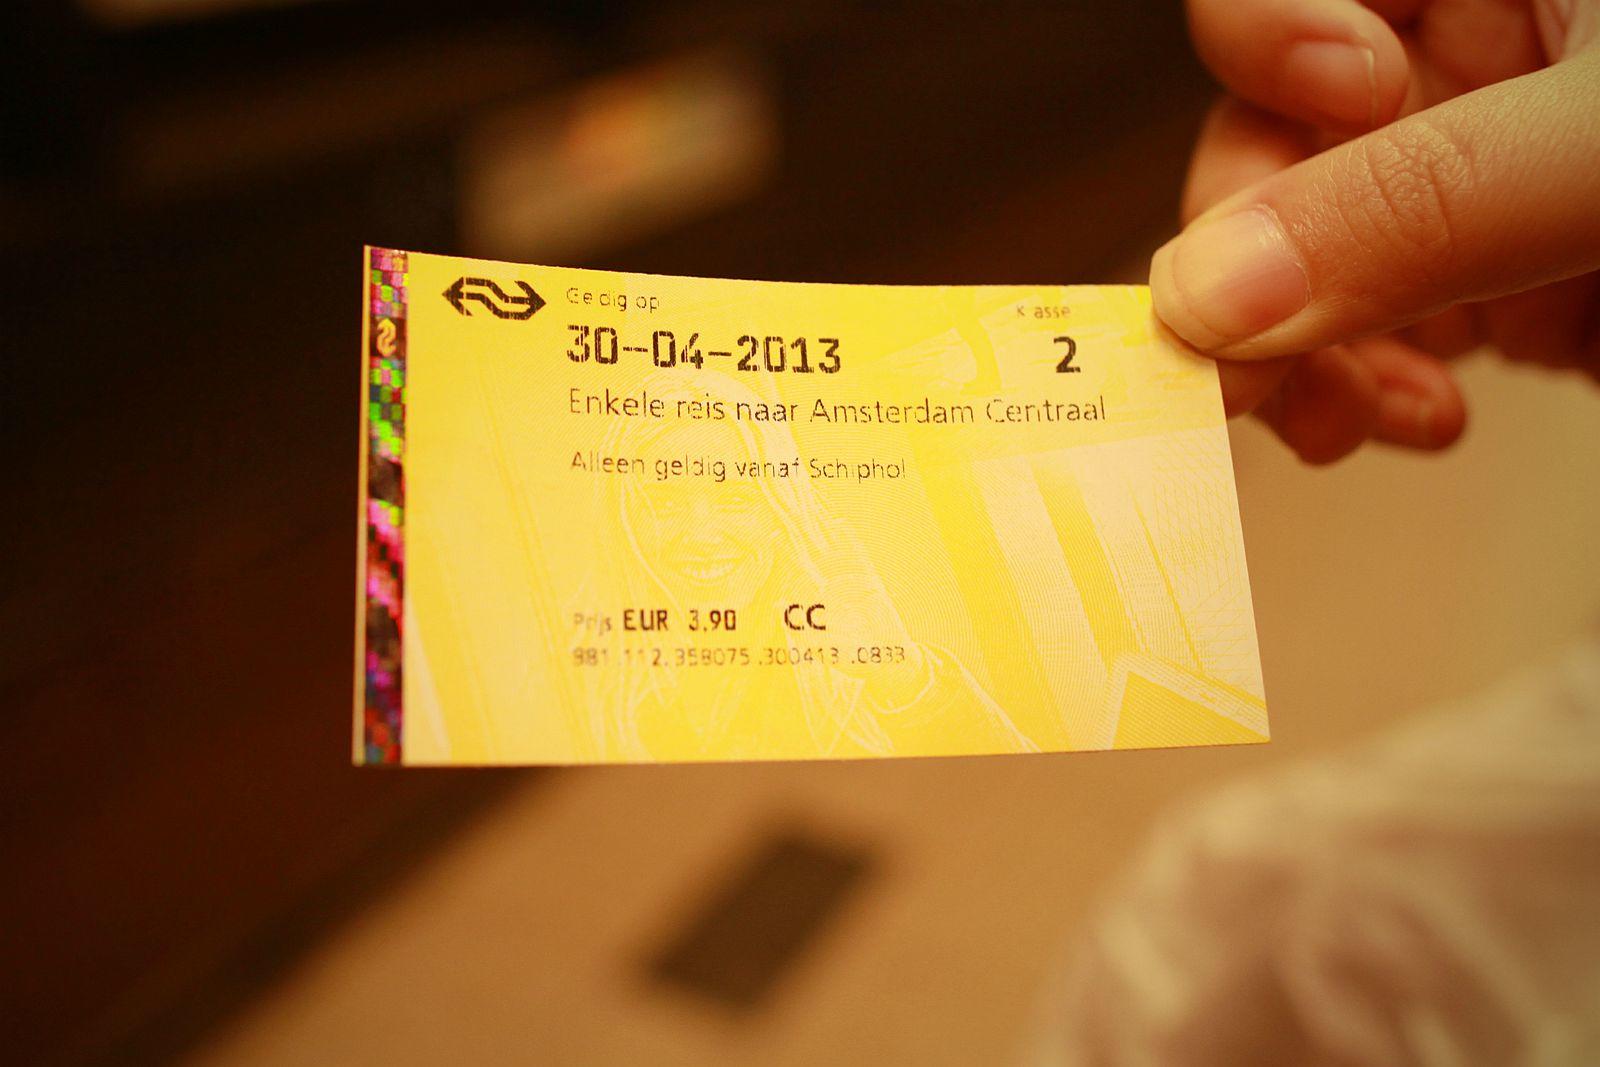 Geldig op
Klasse
30-04-2013
2
Enkele reis naar Amsterdam Centraal
Alleen geldig vanaf Schiphol
Prijs EUR 3.90 CC
981.112.358075.300413.0833